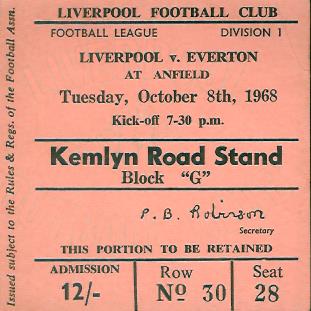 LIVERPOOL FOOTBALL CLUB
FOOTBALL LEAGUE DIVISION 1
LIVERPOOL v. EVERTON
AT ANFIELD
Tuesday, October 8th, 1968
Kick-off 7-30 p.m.
Kemlyn Road Stand
Block "G"
P. B. Robinson
Secretary
THIS PORTION TO BE RETAINED
ADMISSION Row Seat
12/- No 30 28
Issued subject to the Rules & Regs. of the Football Assn.